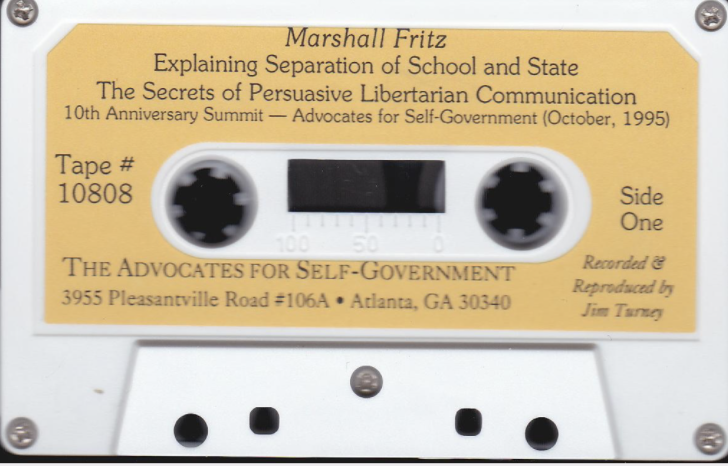 Marshall Fritz
Explaining Separation of School and State
The Secrets of Persuasive Libertarian Communication
10th Anniversary Summit — Advocates for Self-Government (October, 1995)
Tape #
10808
Side
One
100 50 0
THE ADVOCATES FOR SELF-GOVERNMENT
3955 Pleasantville Road #106A • Atlanta, GA 30340
Recorded &
Reproduced by
Jim Turney